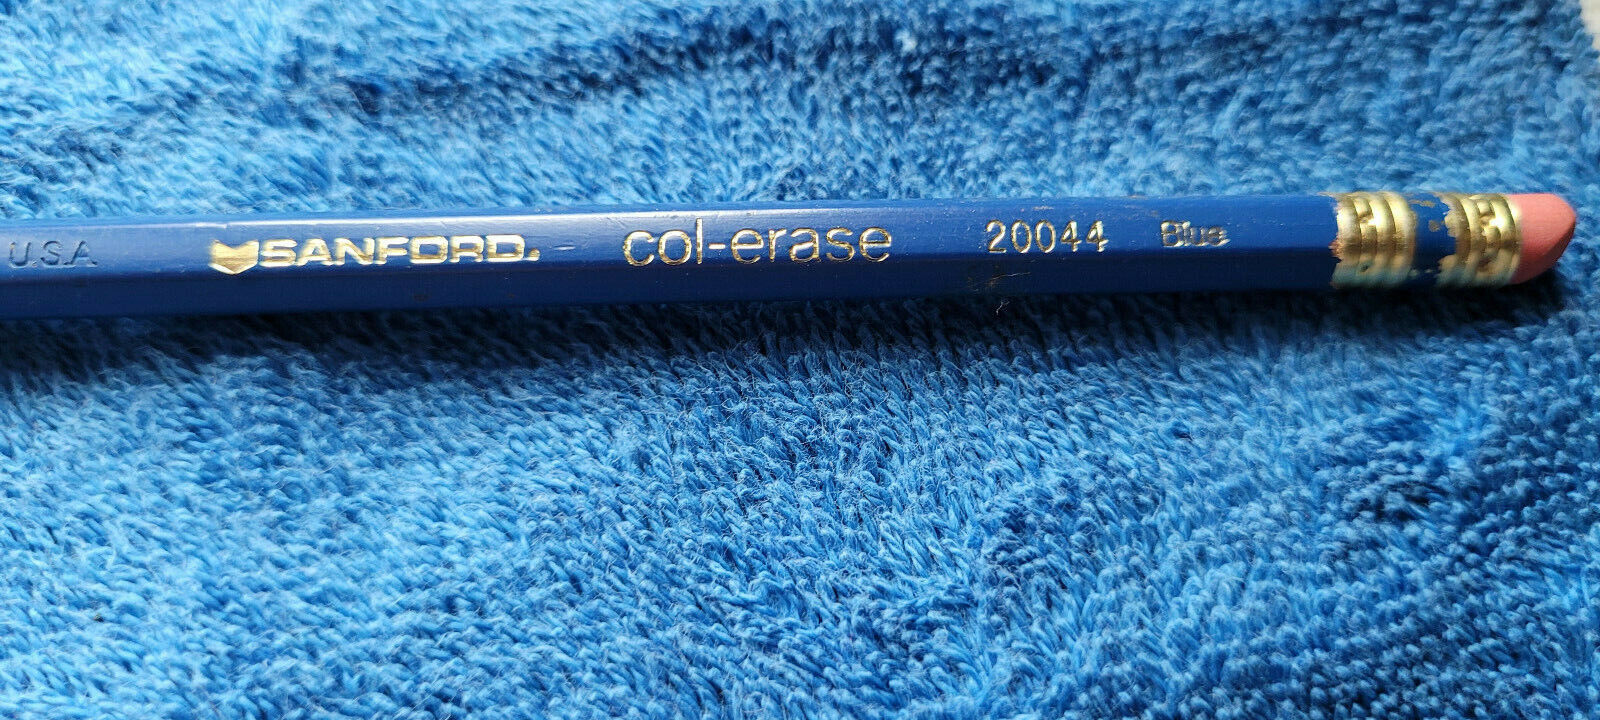 U.S.A. SANFORD® col-erase 20044 Blue